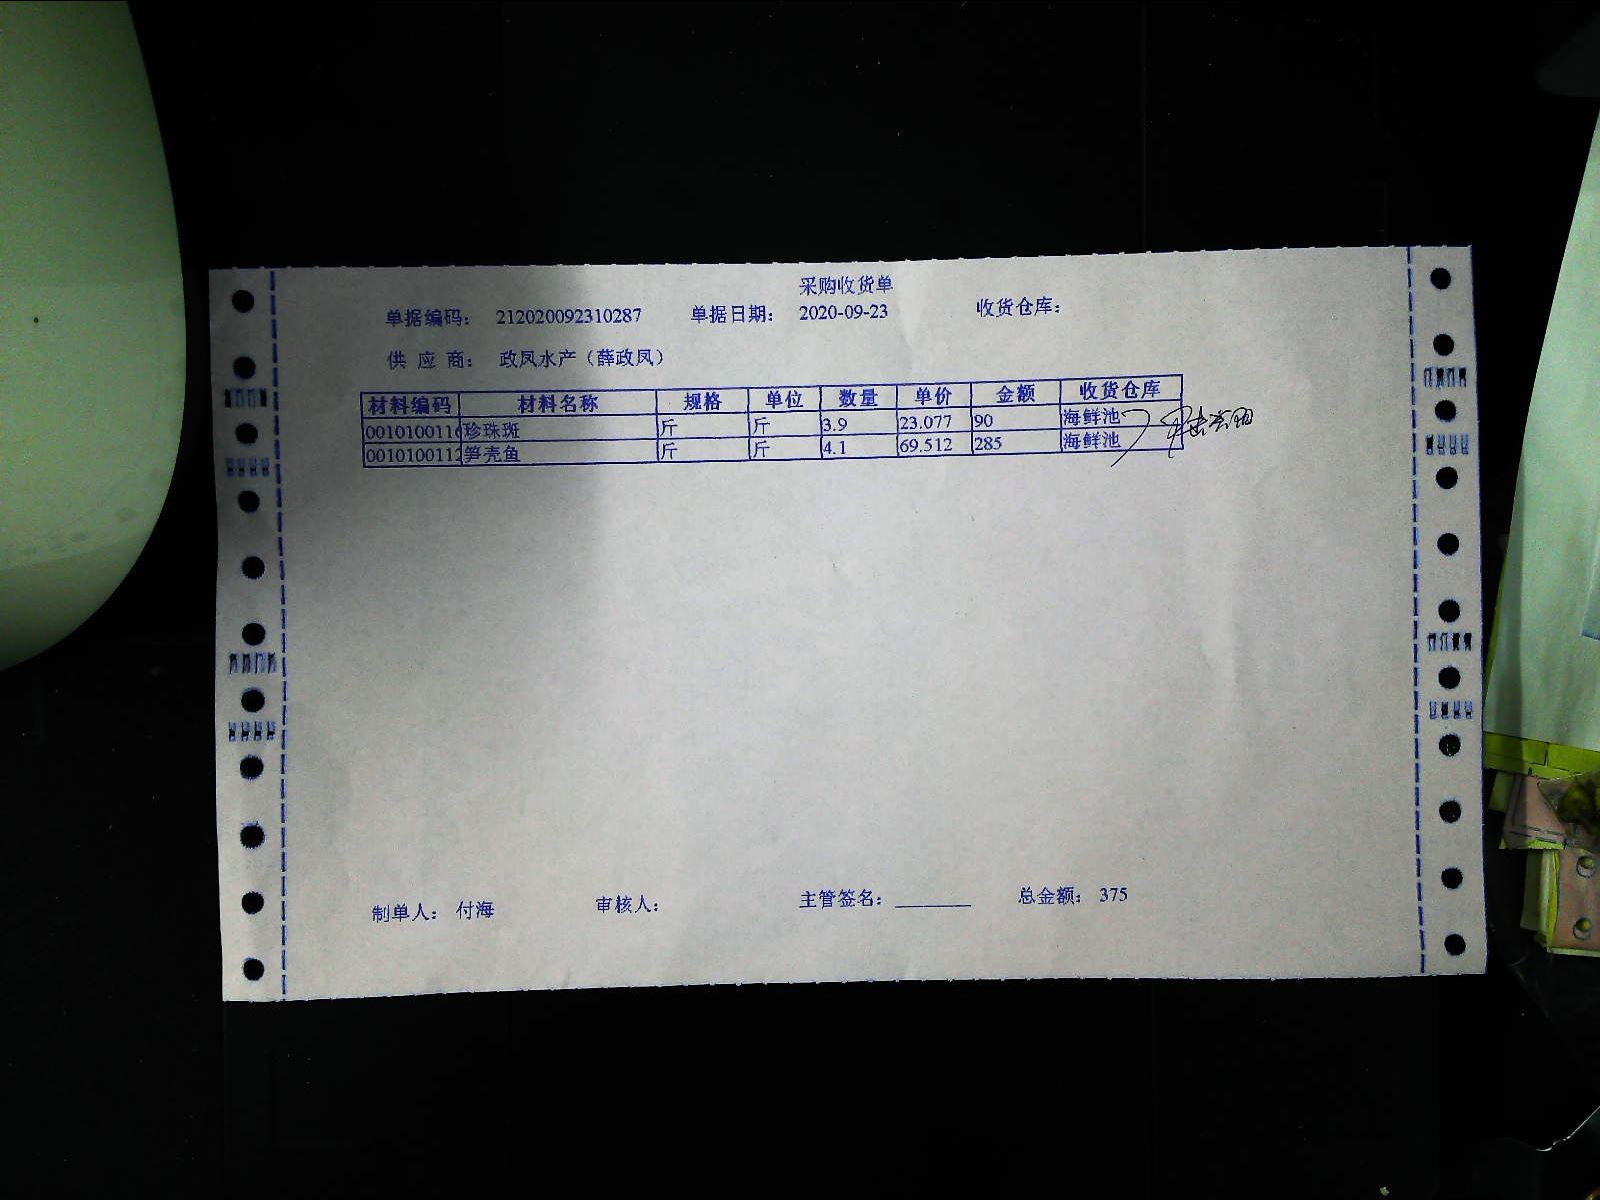 采购收货单
单据编码： 212020092310287 单据日期： 2020-09-23 收货仓库：
供 应 商： 政凤水产（薛政凤）
材料编码 材料名称 规格 单位 数量 单价 金额 收货仓库
001010011 珍珠斑 斤 斤 3.9 23.077 90 海鲜池
0010100112 笋壳鱼 斤 斤 4.1 69.512 285 海鲜池
制单人： 付海 审核人： 主管签名： ________ 总金额： 375